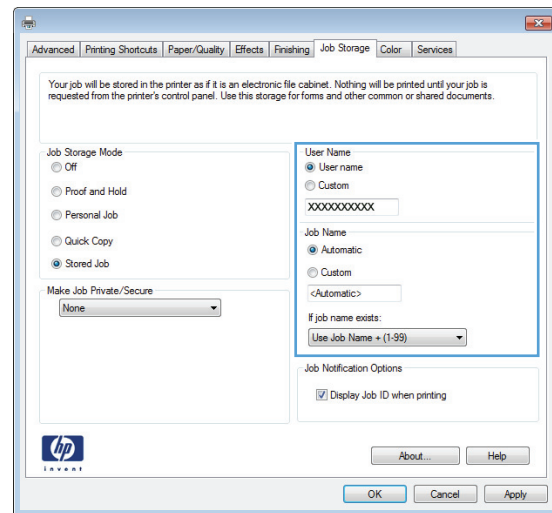 Advanced Printing Shortcuts Paper/Quality Effects Finishing Job Storage Color Services
Your job will be stored in the printer as if it is an electronic file cabinet. Nothing will be printed until your job is
requested from the printer's control panel. Use this storage for forms and other common or shared documents.
Job Storage Mode
Off
Proof and Hold
Personal Job
Quick Copy
Stored Job
Make Job Private/Secure
None
User Name
User name
Custom
XXXXXXXXXX
Job Name
Automatic
Custom
<Automatic>
If job name exists:
Use Job Name + (1-99)
Job Notification Options
Display Job ID when printing
hp
invent
About... Help
OK Cancel Apply